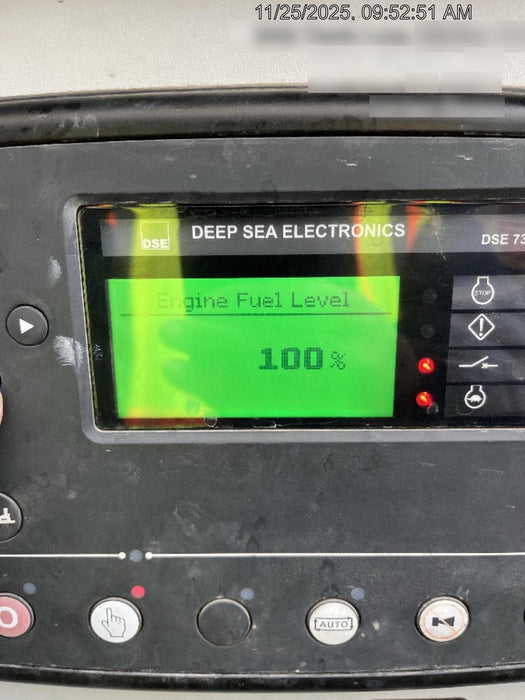 11/25/2025, 09:52:51 AM
DSE
DEEP SEA ELECTRONICS
DSE 73
Engine Fuel Level
STOP
100%
AUTO